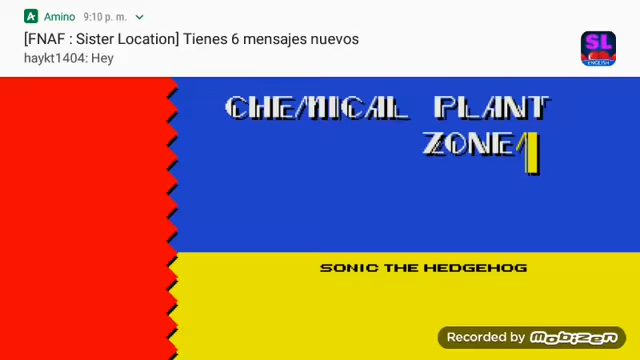 Amino 9:10 p. m.
[FNAF : Sister Location] Tienes 6 mensajes nuevos
haykt1404: Hey
SL
ENGLISH
CHEMICAL PLANT
ZONE 1
SONIC THE HEDGEHOG
Recorded by mobizen